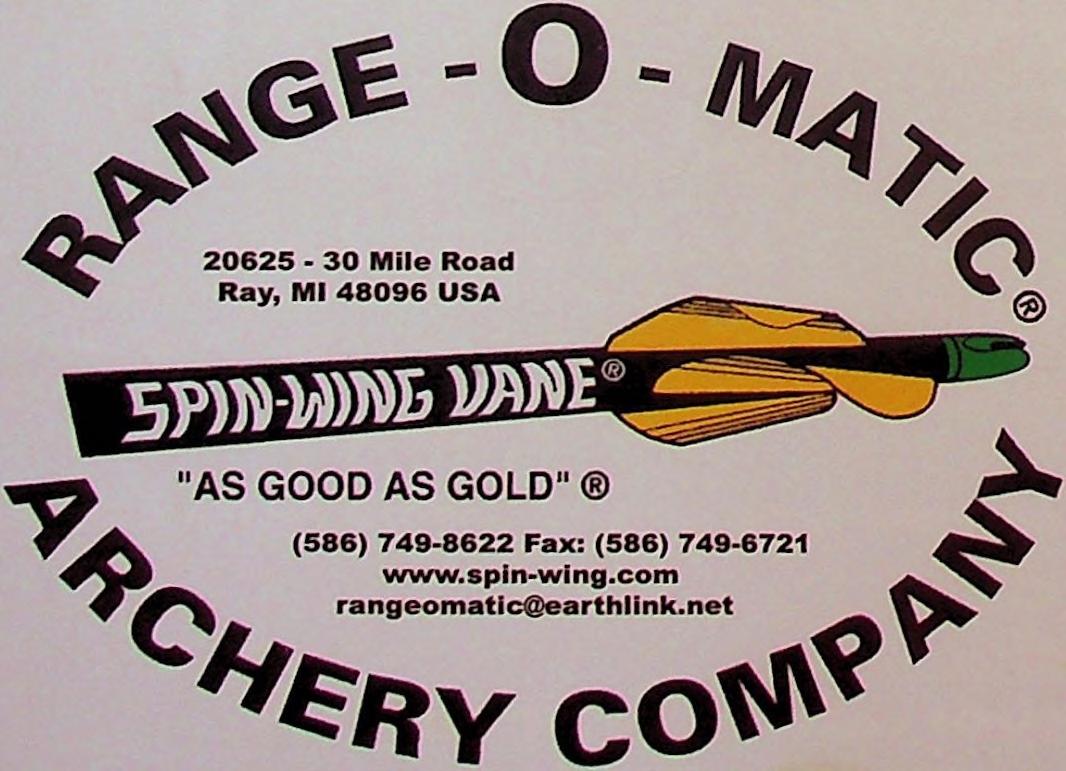 RANGE-O-MATIC®
20625 - 30 Mile Road
Ray, MI 48096 USA
SPIN-WING VANE®
"AS GOOD AS GOLD" ®
(586) 749-8622 Fax: (586) 749-6721
www.spin-wing.com
rangeomatic@earthlink.net
ARCHERY COMPANY